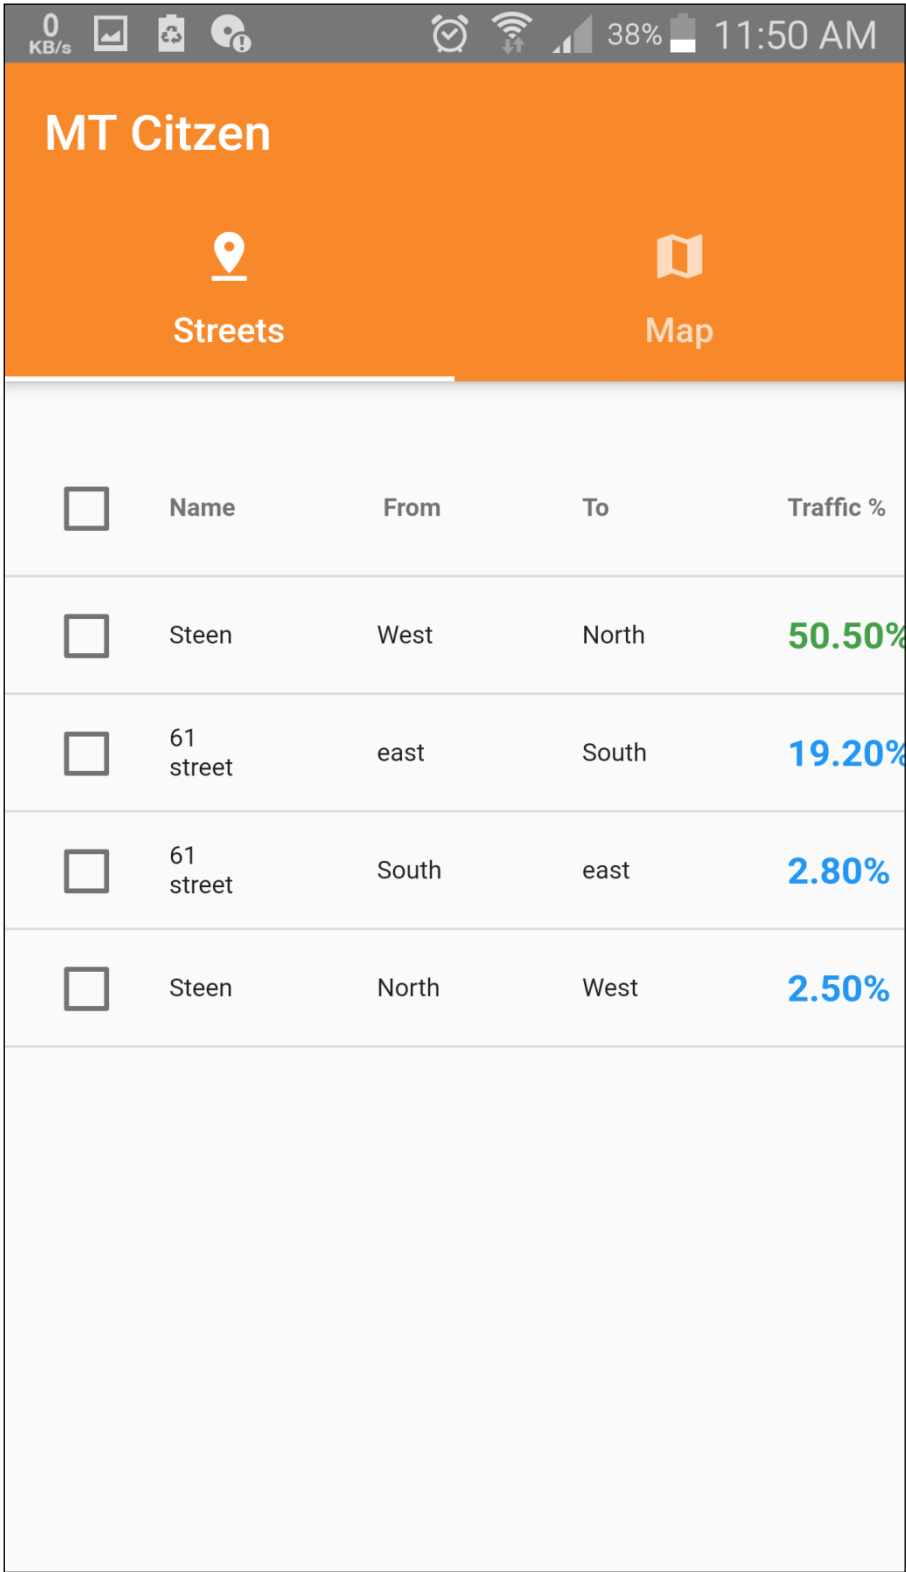 0 KB/s 38% 11:50 AM
MT Citzen
Streets Map
Name From To Traffic %
Steen West North 50.50%
61 street east South 19.20%
61 street South east 2.80%
Steen North West 2.50%